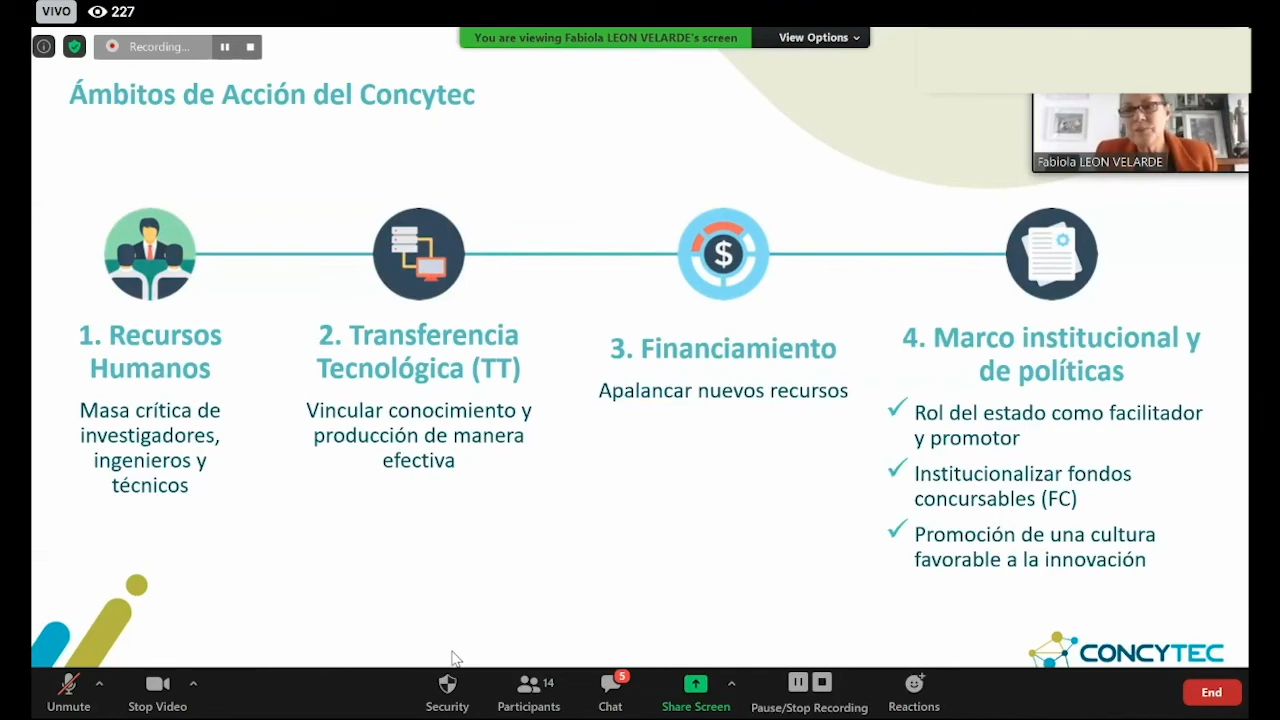 VIVO 227
Recording...
You are viewing Fabiola LEON VELARDE's screen
View Options
Ámbitos de Acción del Concytec
Fabiola LEON VELARDE
$
1. Recursos
Humanos
Masa crítica de
investigadores,
ingenieros y
técnicos
2. Transferencia
Tecnológica (TT)
Vincular conocimiento y
producción de manera
efectiva
3. Financiamiento
Apalancar nuevos recursos
4. Marco institucional y
de políticas
Rol del estado como facilitador
y promotor
Institucionalizar fondos
concursables (FC)
Promoción de una cultura
favorable a la innovación
CONCYTEC
Unmute
Stop Video
Security
14
Participants
5
Chat
Share Screen
Pause/Stop Recording
Reactions
End